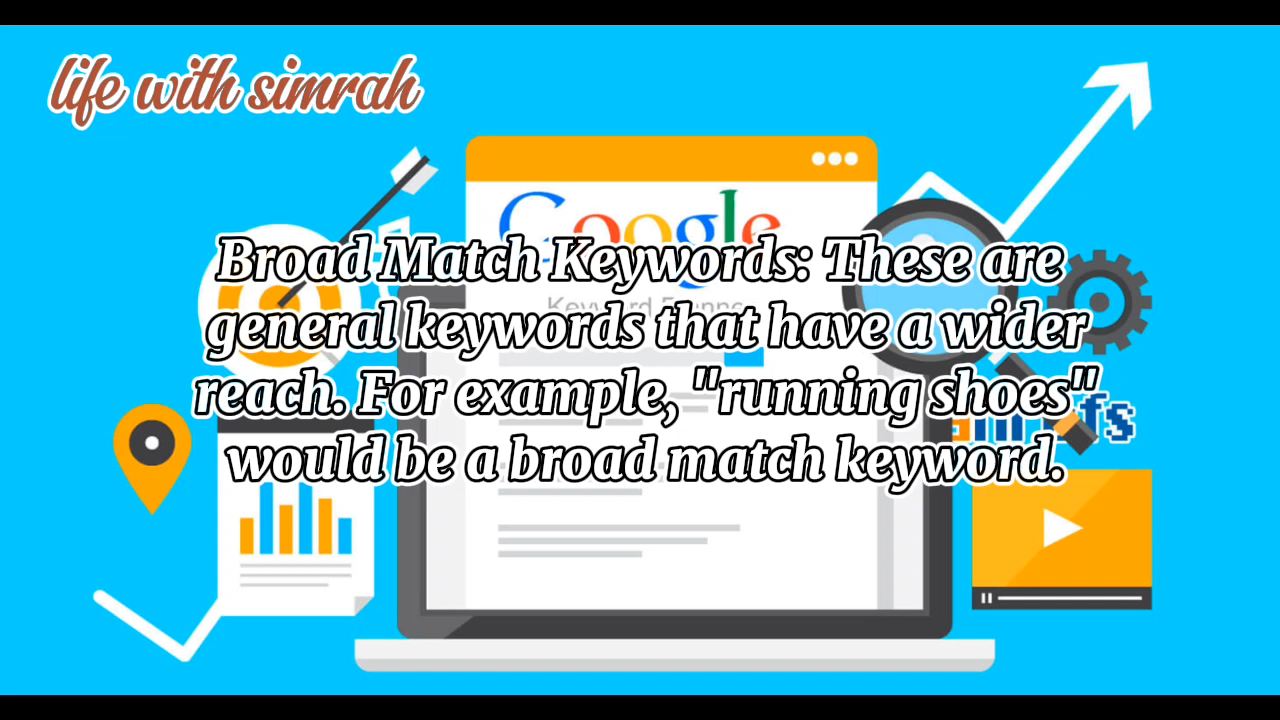 life with simrah
Google
Broad Match Keywords: These are
general keywords that have a wider
reach. For example, "running shoes"
would be a broad match keyword.